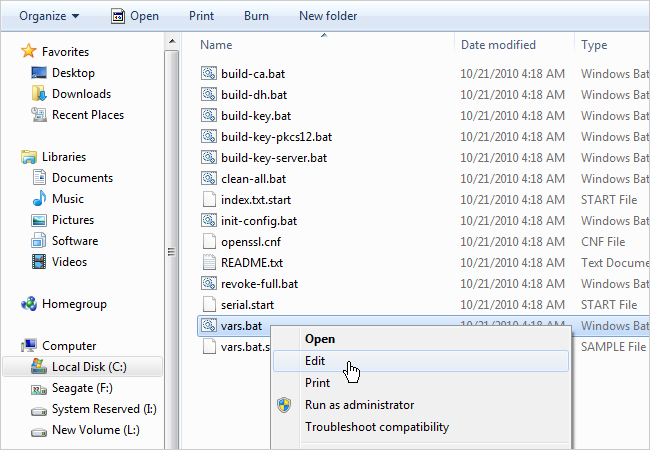 Organize Open Print Burn New folder
Favorites
Desktop
Downloads
Recent Places
Libraries
Documents
Music
Pictures
Software
Videos
Homegroup
Computer
Local Disk (C:)
Seagate (F:)
System Reserved (I:)
New Volume (L:)
Name Date modified Type
build-ca.bat 10/21/2010 4:18 AM Windows Bat
build-dh.bat 10/21/2010 4:18 AM Windows Bat
build-key.bat 10/21/2010 4:18 AM Windows Bat
build-key-pkcs12.bat 10/21/2010 4:18 AM Windows Bat
build-key-server.bat 10/21/2010 4:18 AM Windows Bat
clean-all.bat 10/21/2010 4:18 AM Windows Bat
index.txt.start 10/21/2010 4:18 AM START File
init-config.bat 10/21/2010 4:18 AM Windows Bat
openssl.cnf 10/21/2010 4:18 AM CNF File
README.txt 10/21/2010 4:18 AM Text Docume
revoke-full.bat 10/21/2010 4:18 AM Windows Bat
serial.start 10/21/2010 4:18 AM START File
vars.bat 10/21/2010 4:18 AM Windows Bat
vars.bat.s SAMPLE File
Open
Edit
Print
Run as administrator
Troubleshoot compatibility